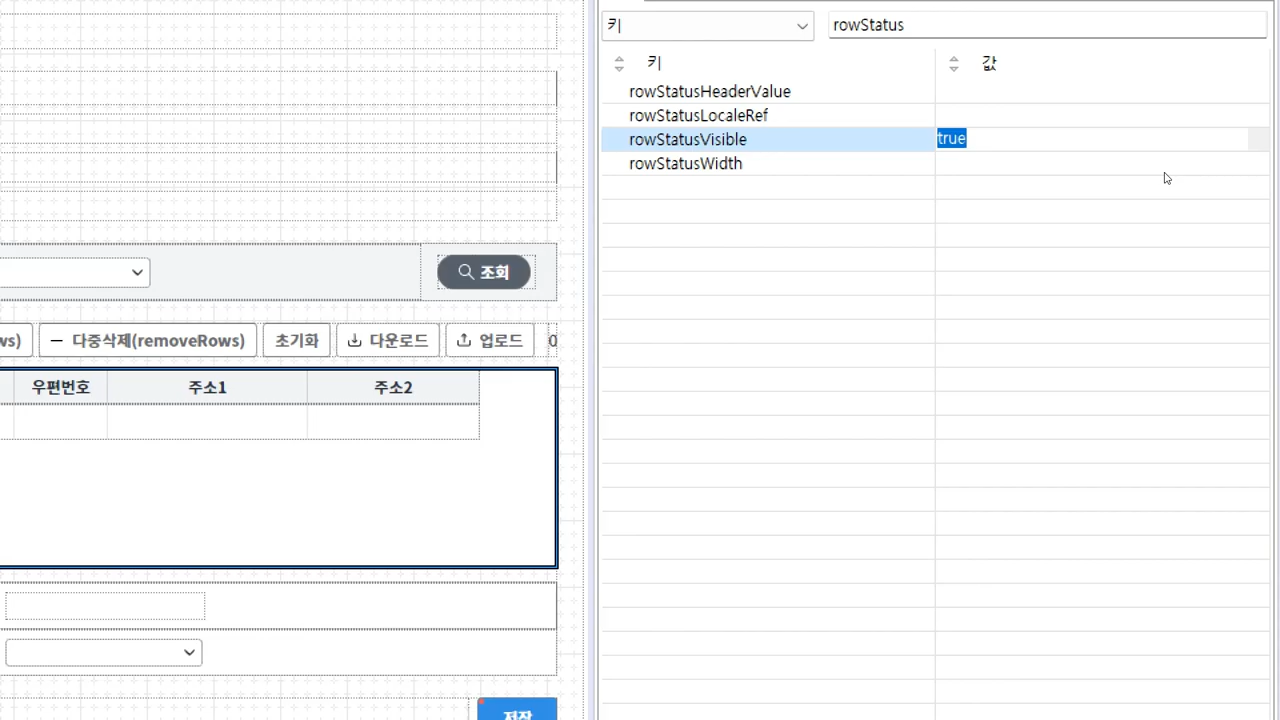 키
rowStatus
키
값
rowStatusHeaderValue
rowStatusLocaleRef
rowStatusVisible true
rowStatusWidth
조회
ws)
다중삭제(removeRows)
초기화
다운로드
업로드
0
우편번호
주소1
주소2
저장